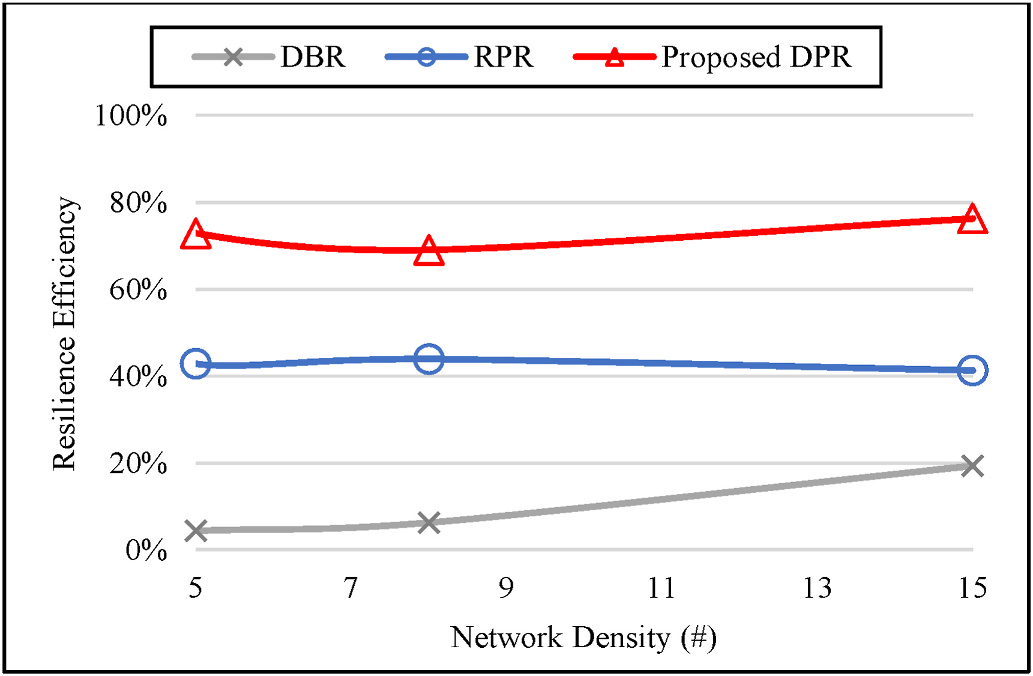 DBR RPR Proposed DPR
100%
80%
60%
40%
20%
0%
Resilience Efficiency
5 7 9 11 13 15
Network Density (#)